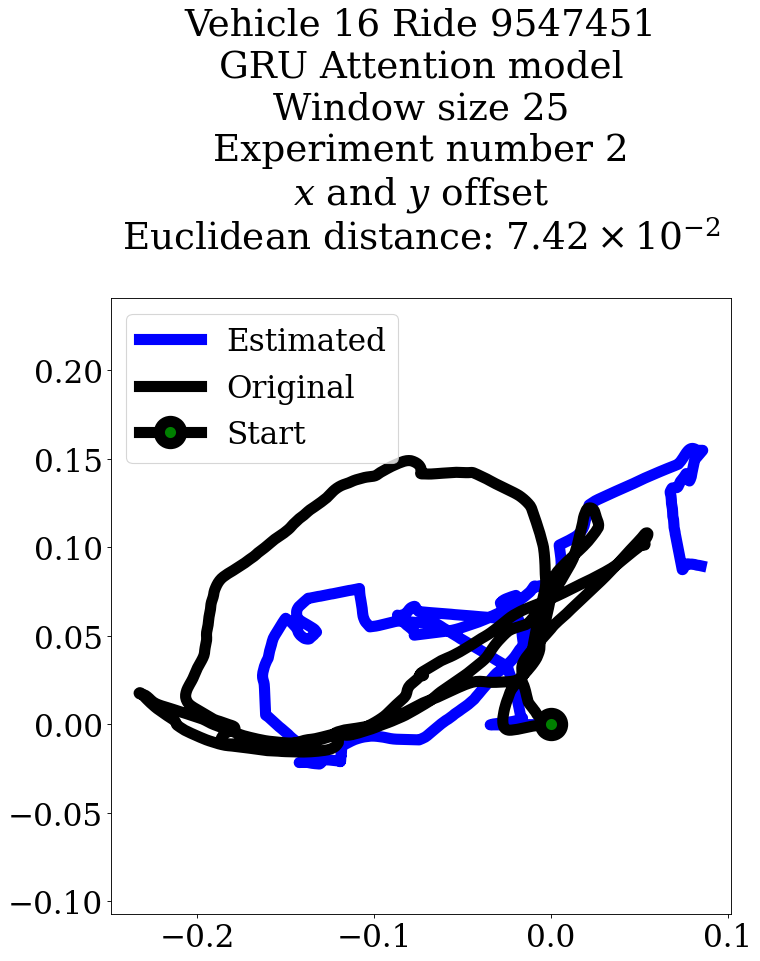 Vehicle 16 Ride 9547451
GRU Attention model
Window size 25
Experiment number 2
x and y offset
Euclidean distance: 7.42 × 10⁻²
Estimated
Original
Start
0.20
0.15
0.10
0.05
0.00
−0.05
−0.10
−0.2
−0.1
0.0
0.1